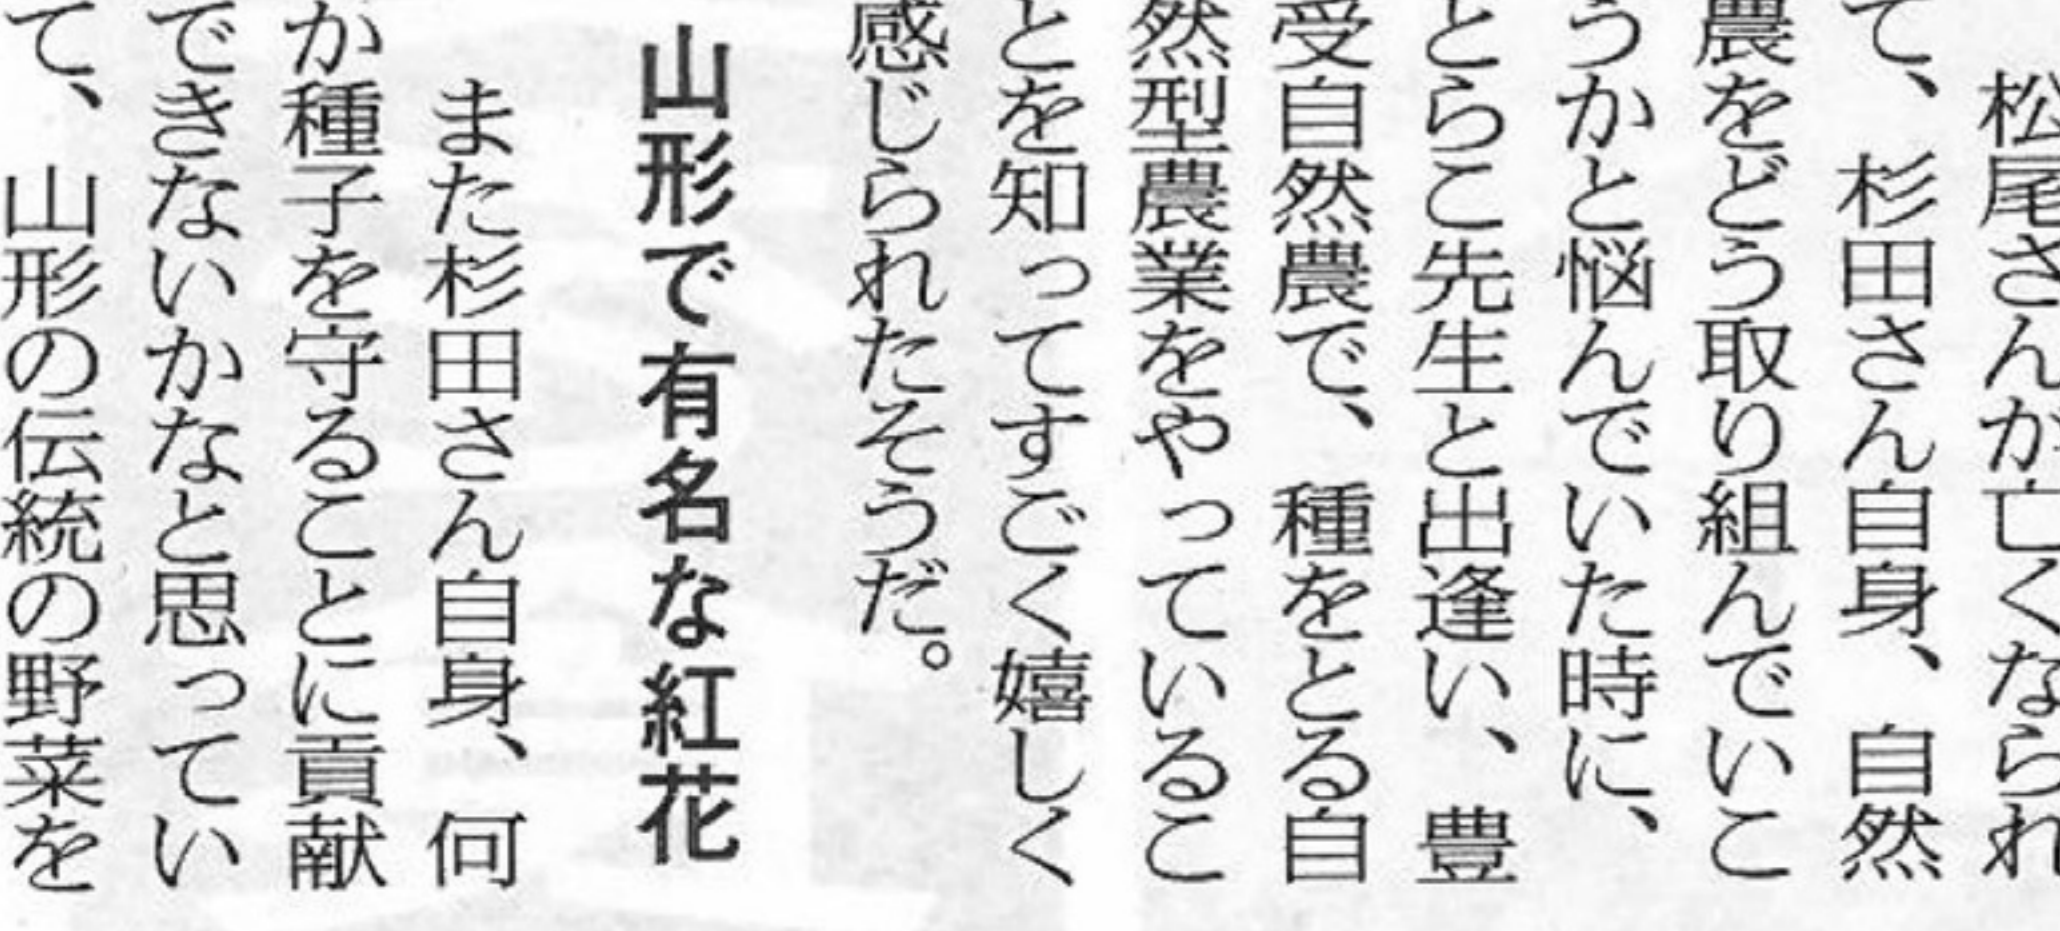 松尾さんが亡くなられ
て、杉田さん自身、自然
農をどう取り組んでいこ
うかと悩んでいた時に、
とらこ先生と出逢い、豊
受自然農で、種をとる自
然型農業をやっているこ
とを知ってすごく嬉しく
感じられたそうだ。
山形で有名な紅花
また杉田さん自身、何
か種子を守ることに貢献
できないかなと思ってい
て、山形の伝統の野菜を